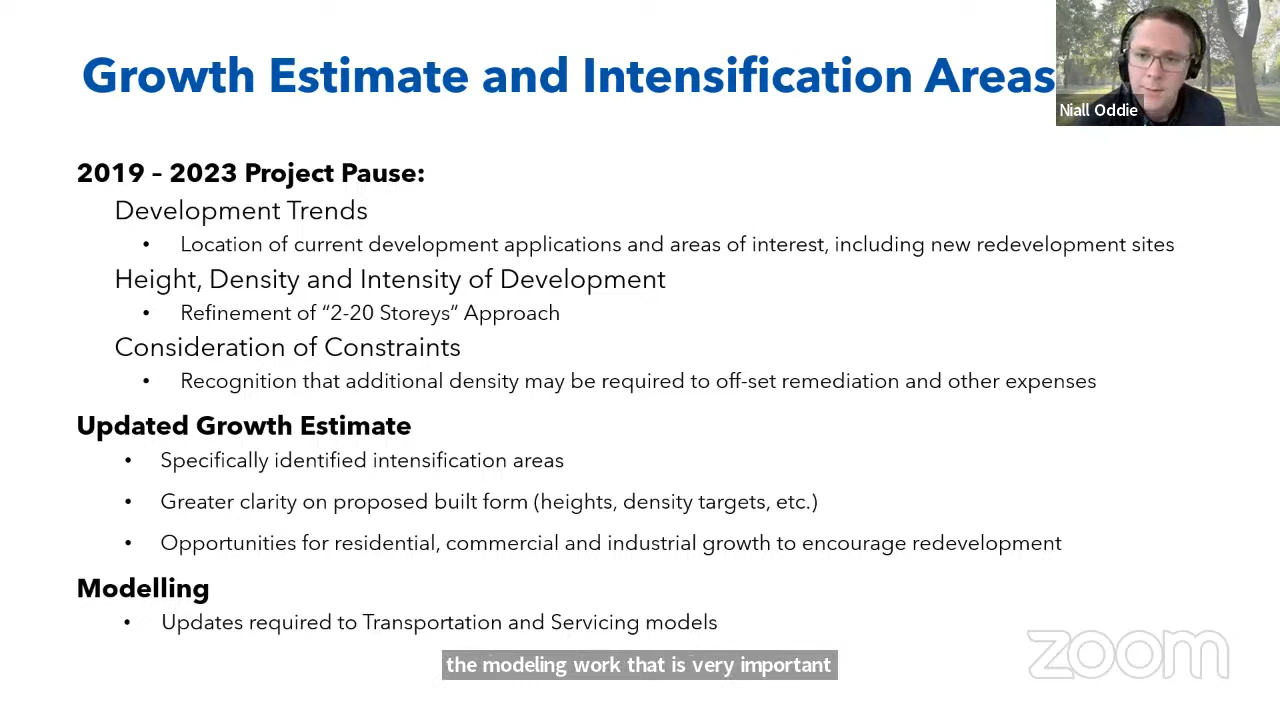 Growth Estimate and Intensification Areas
Niall Oddie
2019 – 2023 Project Pause:
Development Trends
• Location of current development applications and areas of interest, including new redevelopment sites
Height, Density and Intensity of Development
• Refinement of “2-20 Storeys“ Approach
Consideration of Constraints
• Recognition that additional density may be required to off-set remediation and other expenses
Updated Growth Estimate
• Specifically identified intensification areas
• Greater clarity on proposed built form (heights, density targets, etc.)
• Opportunities for residential, commercial and industrial growth to encourage redevelopment
Modelling
• Updates required to Transportation and Servicing models
the modeling work that is very important
zoom